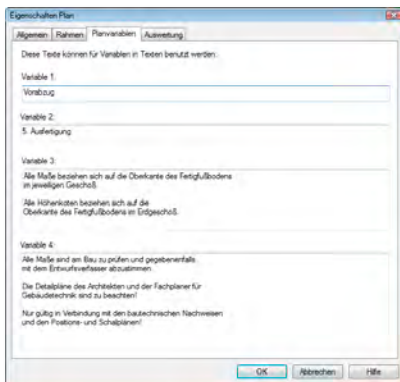 Eigenschaften Plan
Allgemein Rahmen Planvariablen Auswertung
Diese Texte können für Variablen in Texten benutzt werden:
Variable 1:
Vorabzug
Variable 2:
5. Ausfertigung
Variable 3:
Alle Maße beziehen sich auf die Oberkante des Fertigfußbodens
im jeweiligen Geschoß.
Alle Höhenkoten beziehen sich auf die
Oberkante des Fertigfußbodens im Erdgeschoß.
Variable 4:
Alle Maße sind am Bau zu prüfen und gegebenenfalls
mit dem Entwurfsverfasser abzustimmen.
Die Detailpläne des Architekten und der Fachplaner für
Gebäudetechnik sind zu beachten!
Nur gültig in Verbindung mit den bautechnischen Nachweisen
und den Positions- und Schalplänen!
OK Abbrechen Hilfe